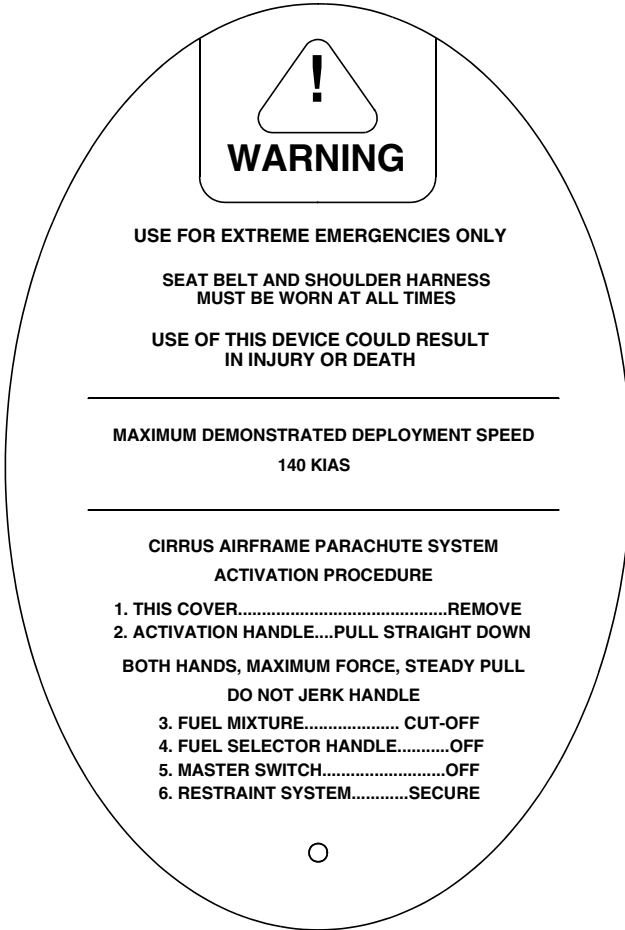 !
WARNING
USE FOR EXTREME EMERGENCIES ONLY
SEAT BELT AND SHOULDER HARNESS
MUST BE WORN AT ALL TIMES
USE OF THIS DEVICE COULD RESULT
IN INJURY OR DEATH
MAXIMUM DEMONSTRATED DEPLOYMENT SPEED
140 KIAS
CIRRUS AIRFRAME PARACHUTE SYSTEM
ACTIVATION PROCEDURE
1. THIS COVER............................................REMOVE
2. ACTIVATION HANDLE....PULL STRAIGHT DOWN
BOTH HANDS, MAXIMUM FORCE, STEADY PULL
DO NOT JERK HANDLE
3. FUEL MIXTURE.................... CUT-OFF
4. FUEL SELECTOR HANDLE...........OFF
5. MASTER SWITCH..........................OFF
6. RESTRAINT SYSTEM............SECURE